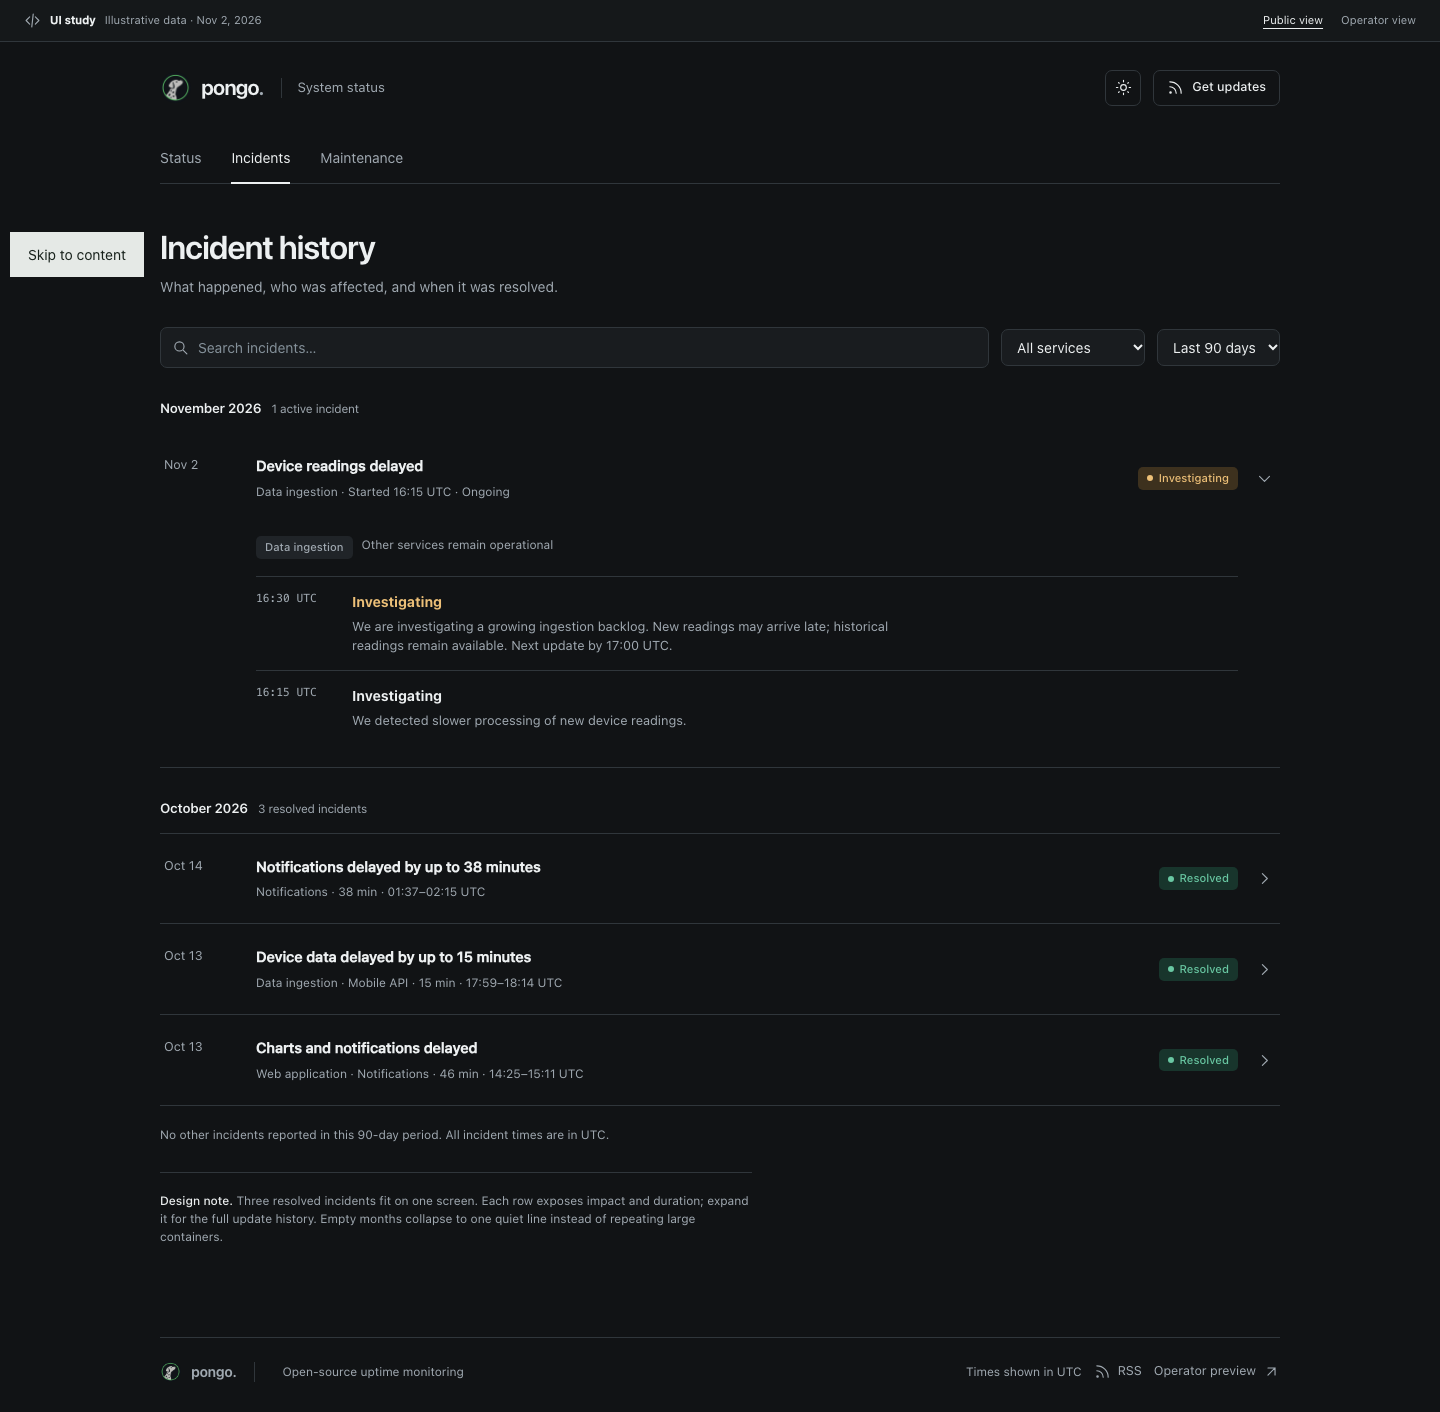 UI study Illustrative data · Nov 2, 2026
Public view Operator view
pongo. System status
Get updates
Status Incidents Maintenance
Skip to content
Incident history
What happened, who was affected, and when it was resolved.
Search incidents...
All services
Last 90 days
November 2026 1 active incident
Nov 2
Device readings delayed
Data ingestion · Started 16:15 UTC · Ongoing
Investigating
Data ingestion Other services remain operational
16:30 UTC
Investigating
We are investigating a growing ingestion backlog. New readings may arrive late; historical
readings remain available. Next update by 17:00 UTC.
16:15 UTC
Investigating
We detected slower processing of new device readings.
October 2026 3 resolved incidents
Oct 14
Notifications delayed by up to 38 minutes
Notifications · 38 min · 01:37–02:15 UTC
Resolved
Oct 13
Device data delayed by up to 15 minutes
Data ingestion · Mobile API · 15 min · 17:59–18:14 UTC
Resolved
Oct 13
Charts and notifications delayed
Web application · Notifications · 46 min · 14:25–15:11 UTC
Resolved
No other incidents reported in this 90-day period. All incident times are in UTC.
Design note. Three resolved incidents fit on one screen. Each row exposes impact and duration; expand
it for the full update history. Empty months collapse to one quiet line instead of repeating large
containers.
pongo. Open-source uptime monitoring
Times shown in UTC RSS Operator preview